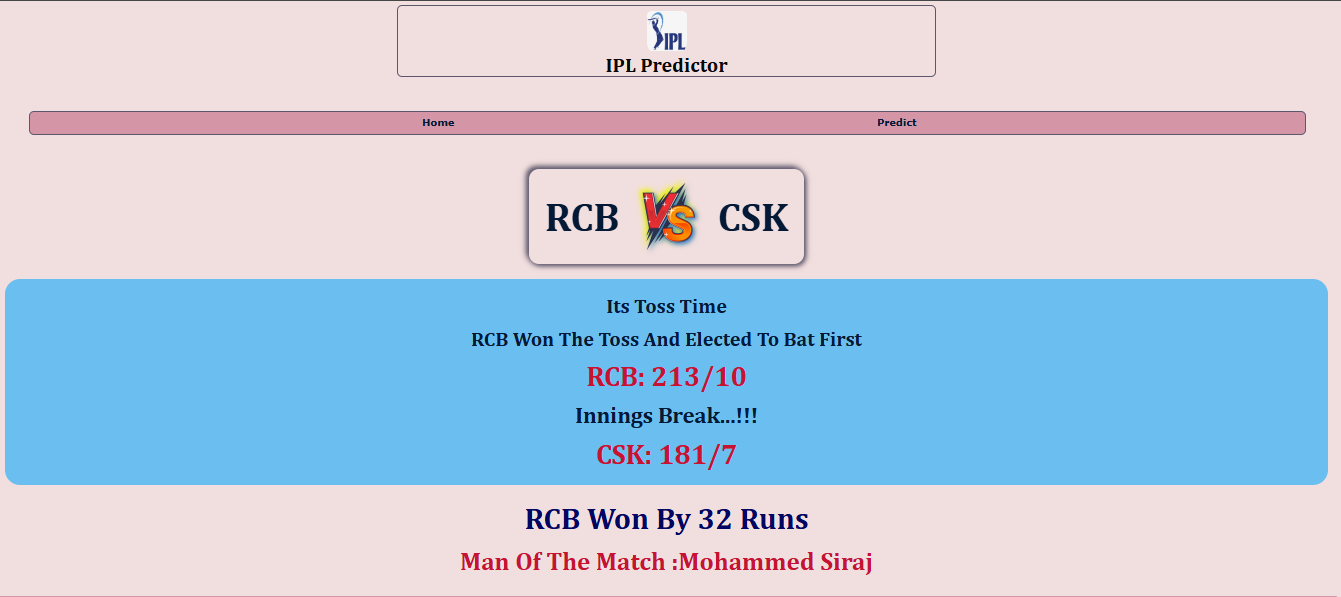 IPL
IPL Predictor
Home Predict
RCB VS CSK
Its Toss Time
RCB Won The Toss And Elected To Bat First
RCB: 213/10
Innings Break...!!!
CSK: 181/7
RCB Won By 32 Runs
Man Of The Match :Mohammed Siraj